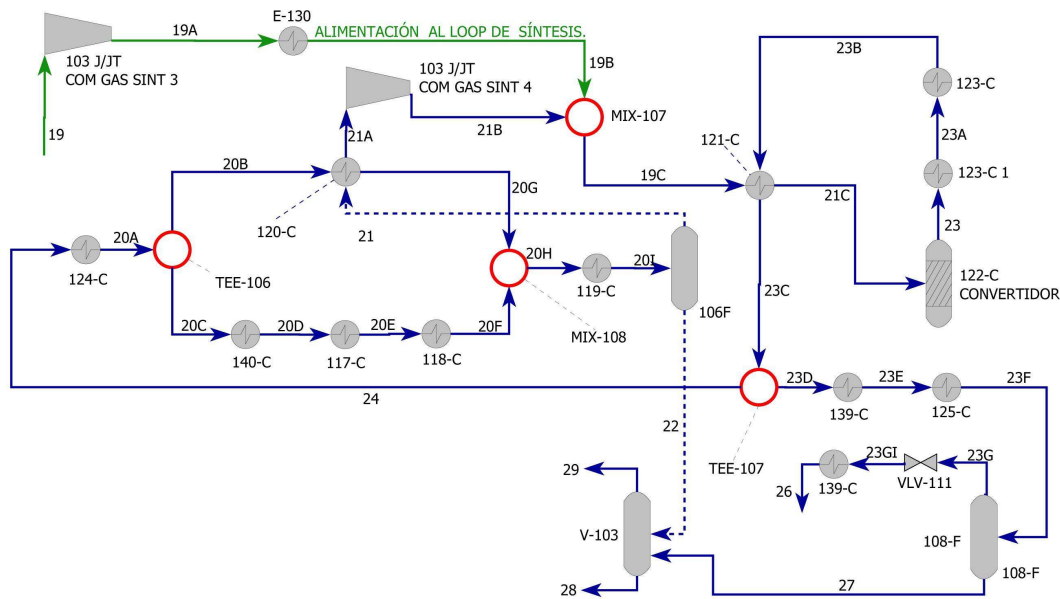 E-130
19A
ALIMENTACIÓN AL LOOP DE SÍNTESIS.
23B
103 J/JT
COM GAS SINT 3
19B
103 J/JT
COM GAS SINT 4
123-C
MIX-107
19
21A
21B
121-C
23A
20B
19C
123-C 1
20G
21C
120-C
21
23
20A
TEE-106
20H
20I
124-C
119-C
122-C
CONVERTIDOR
23C
106F
20C
20D
20E
20F
MIX-108
140-C
117-C
118-C
24
23D
23E
23F
139-C
125-C
22
TEE-107
23GI
23G
29
26
139-C
VLV-111
V-103
108-F
108-F
28
27